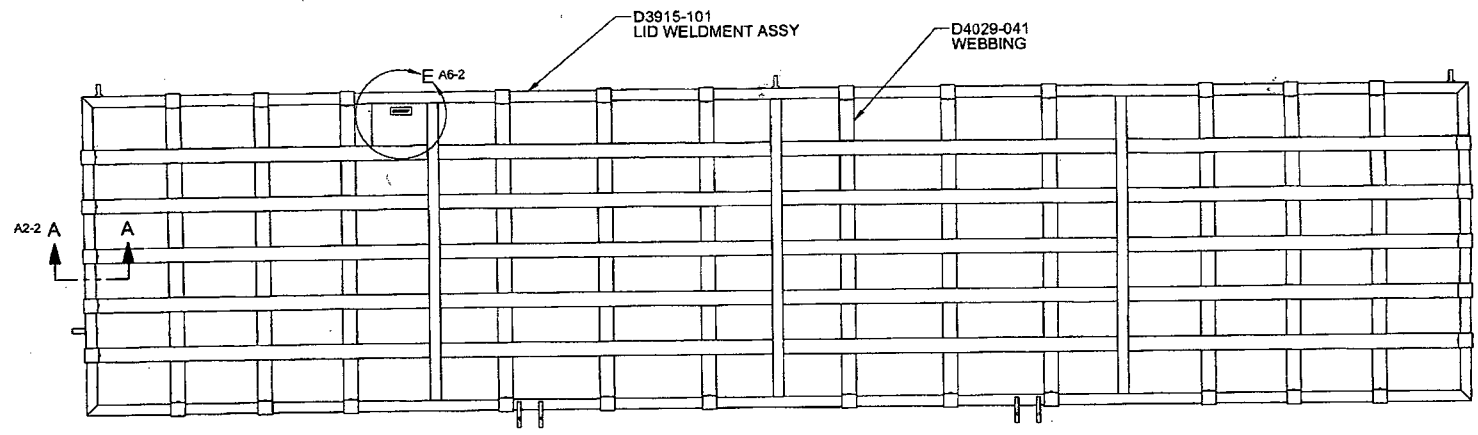 D3915-101
LID WELDMENT ASSY
D4029-041
WEBBING
E A6-2
A2-2 A
A